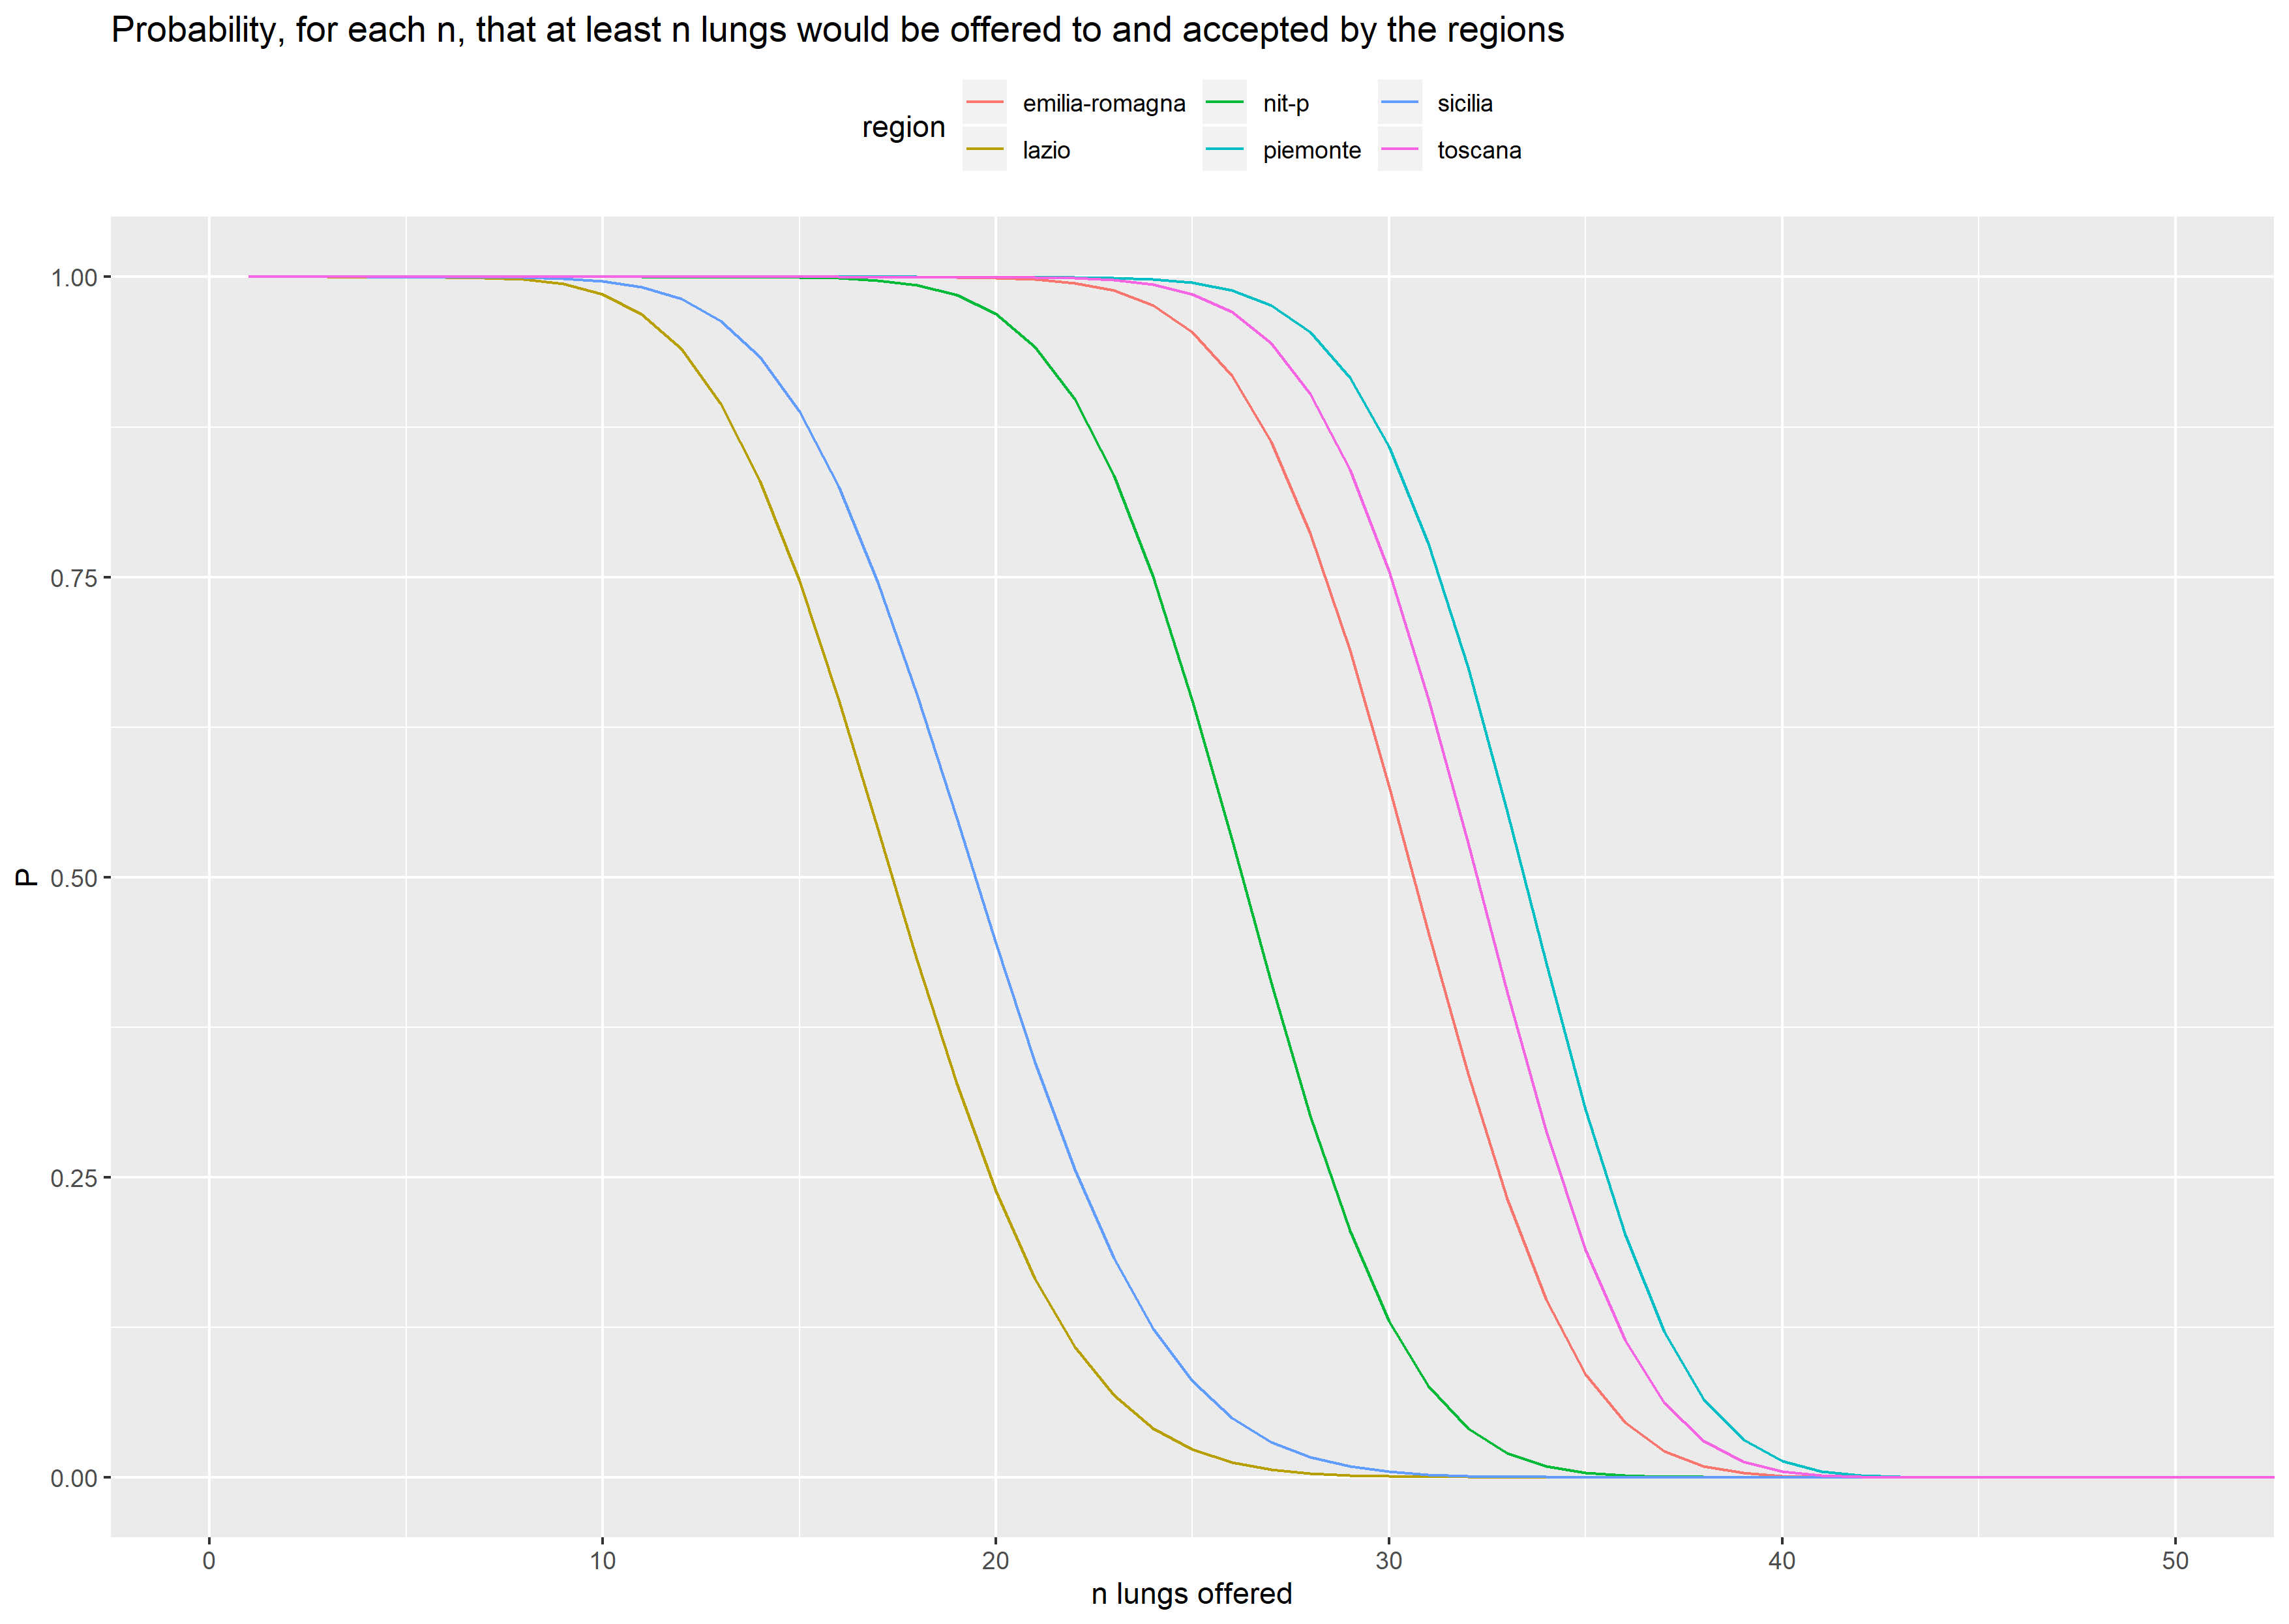 Probability, for each n, that at least n lungs would be offered to and accepted by the regions
region
emilia-romagna
nit-p
sicilia
lazio
piemonte
toscana
1.00
0.75
0.50
0.25
0.00
P
0 10 20 30 40 50
n lungs offered